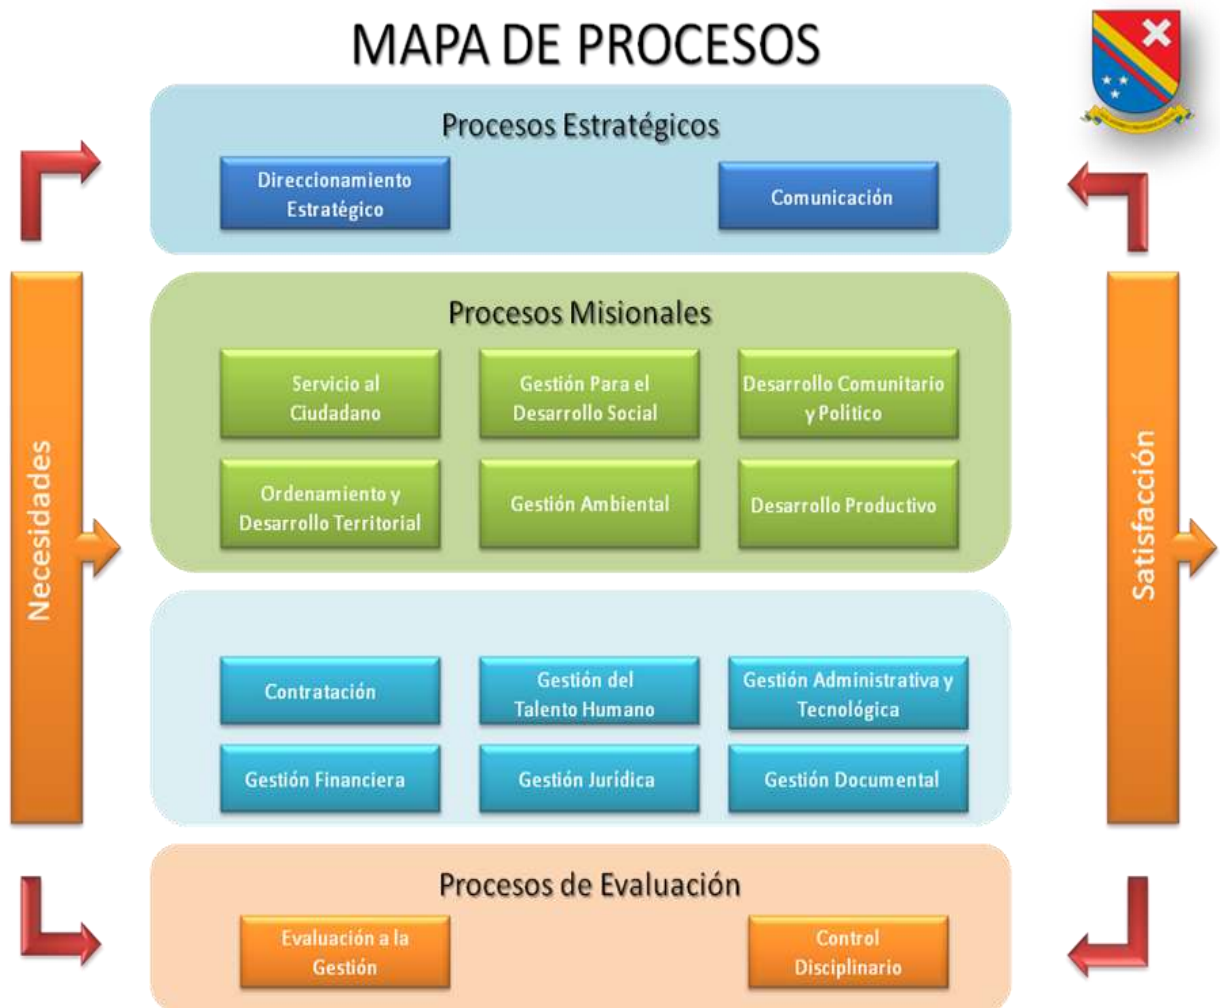 MAPA DE PROCESOS
Procesos Estratégicos
Direccionamiento
Estratégico
Comunicación
Procesos Misionales
Servicio al
Ciudadano
Gestión Para el
Desarrollo Social
Desarrollo Comunitario
y Político
Ordenamiento y
Desarrollo Territorial
Gestión Ambiental
Desarrollo Productivo
Necesidades
Satisfacción
Contratación
Gestión del
Talento Humano
Gestión Administrativa y
Tecnológica
Gestión Financiera
Gestión Jurídica
Gestión Documental
Procesos de Evaluación
Evaluación a la
Gestión
Control
Disciplinario